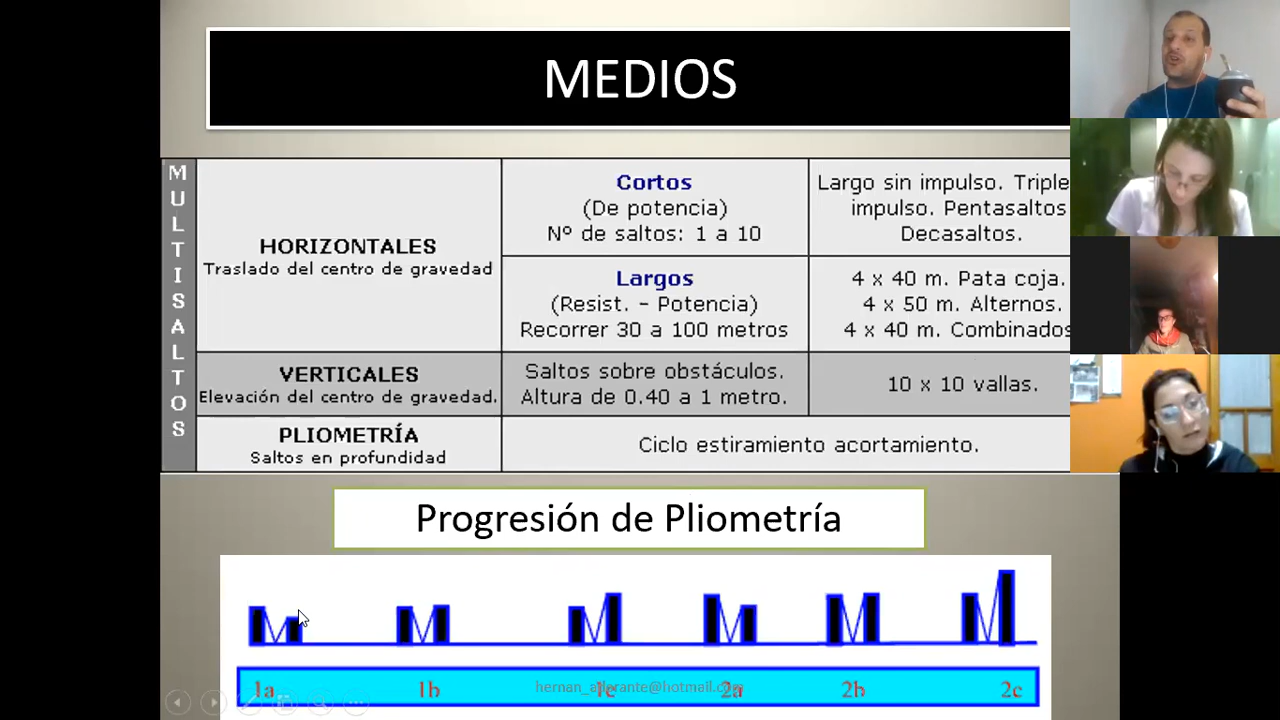 MEDIOS
MULTISALTOS
HORIZONTALES
Traslado del centro de gravedad
Cortos
(De potencia)
Nº de saltos: 1 a 10
Largo sin impulso. Triple
impulso. Pentasaltos
Decasaltos.
Largos
(Resist. - Potencia)
Recorrer 30 a 100 metros
4 x 40 m. Pata coja.
4 x 50 m. Alternos.
4 x 40 m. Combinados
VERTICALES
Elevación del centro de gravedad.
Saltos sobre obstáculos.
Altura de 0.40 a 1 metro.
10 x 10 vallas.
PLIOMETRÍA
Saltos en profundidad
Ciclo estiramiento acortamiento.
Progresión de Pliometría
1a 1b 1c 2a 2b 2c